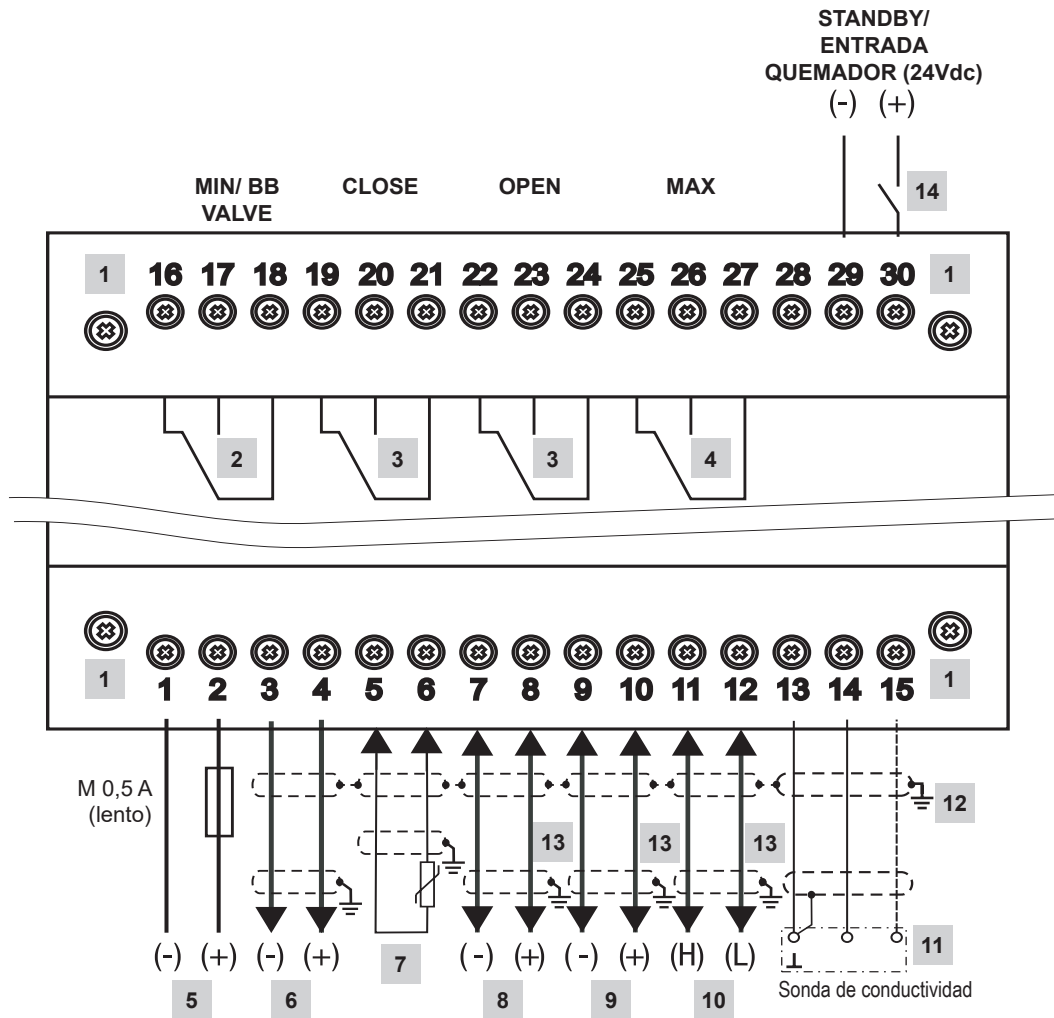 STANDBY/
ENTRADA
QUEMADOR (24Vdc)
(-) (+)
14
MIN/ BB
VALVE
CLOSE
OPEN
MAX
1
16 17 18 19 20 21 22 23 24 25 26 27 28 29 30
1
2
3
3
4
1
1 2 3 4 5 6 7 8 9 10 11 12 13 14 15
1
M 0,5 A
(lento)
12
13
13
13
11
(-) (+) (-) (+)
7
(-) (+) (-) (+) (H) (L)
Sonda de conductividad
5
6
8
9
10